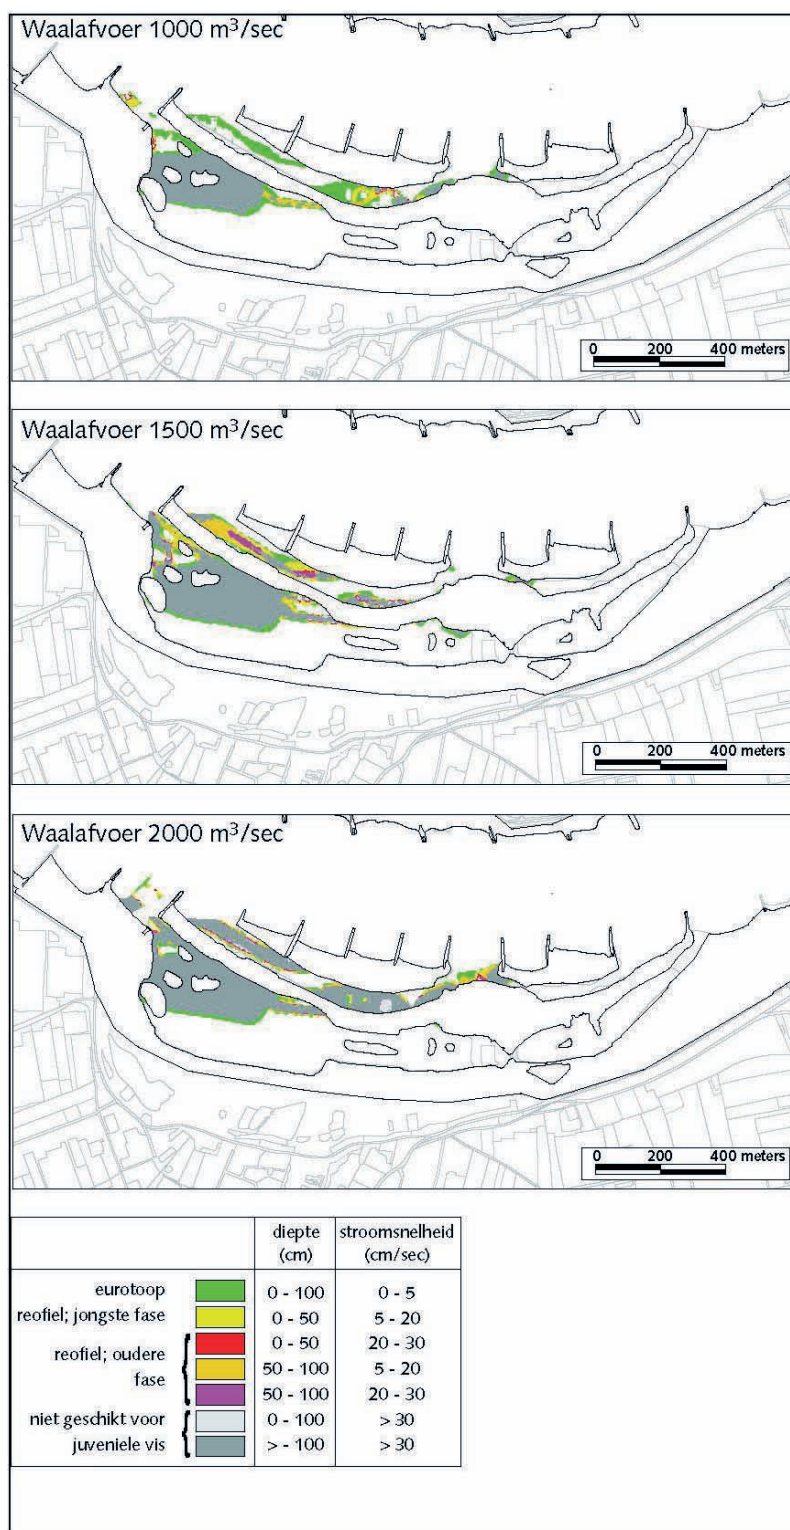 Waalafvoer 1000 m³/sec
0 200 400 meters
Waalafvoer 1500 m³/sec
0 200 400 meters
Waalafvoer 2000 m³/sec
0 200 400 meters
diepte (cm) stroomsnelheid (cm/sec)
eurotoop 0 - 100 0 - 5
reofiel; jongste fase 0 - 50 5 - 20
reofiel; oudere fase 0 - 50 20 - 30
50 - 100 5 - 20
50 - 100 20 - 30
niet geschikt voor juveniele vis 0 - 100 > 30
> - 100 > 30